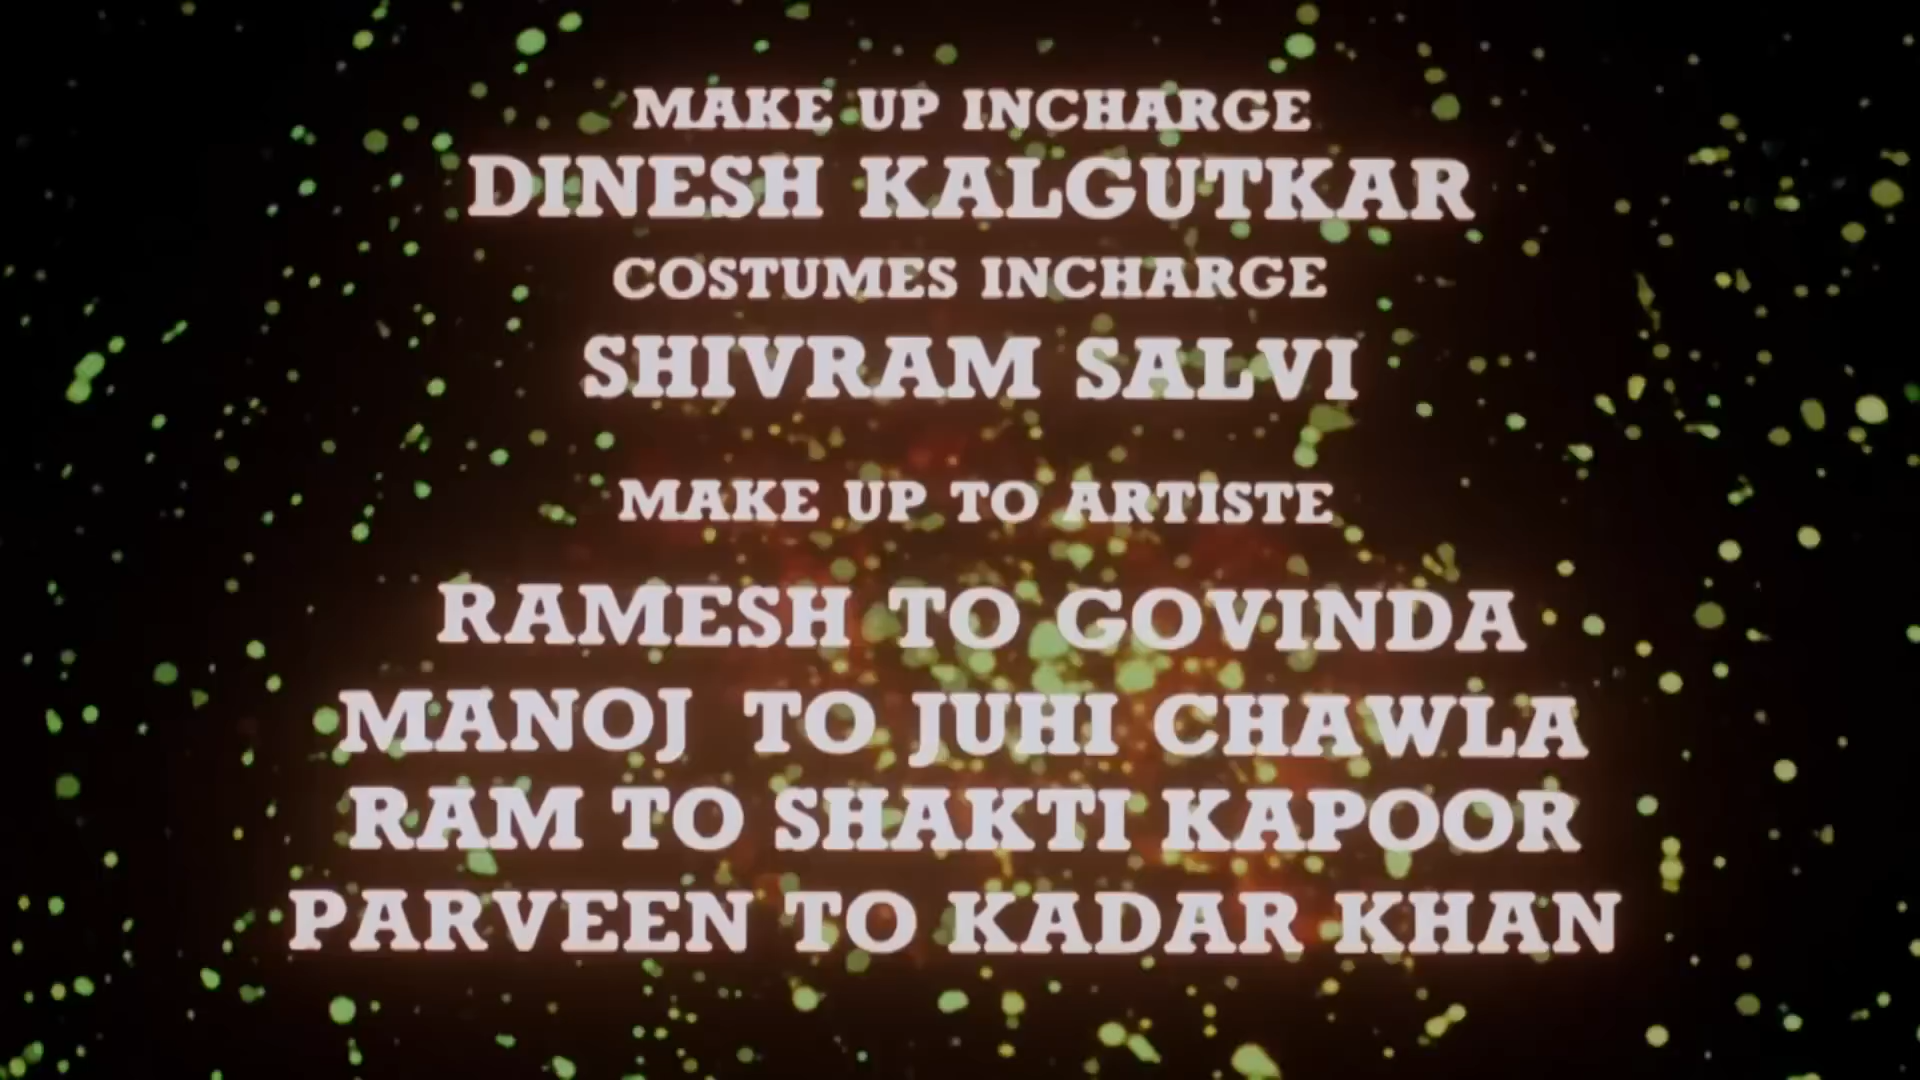 MAKE UP INCHARGE
DINESH KALGUTKAR
COSTUMES INCHARGE
SHIVRAM SALVI
MAKE UP TO ARTISTE
RAMESH TO GOVINDA
MANOJ TO JUHI CHAWLA
RAM TO SHAKTI KAPOOR
PARVEEN TO KADAR KHAN